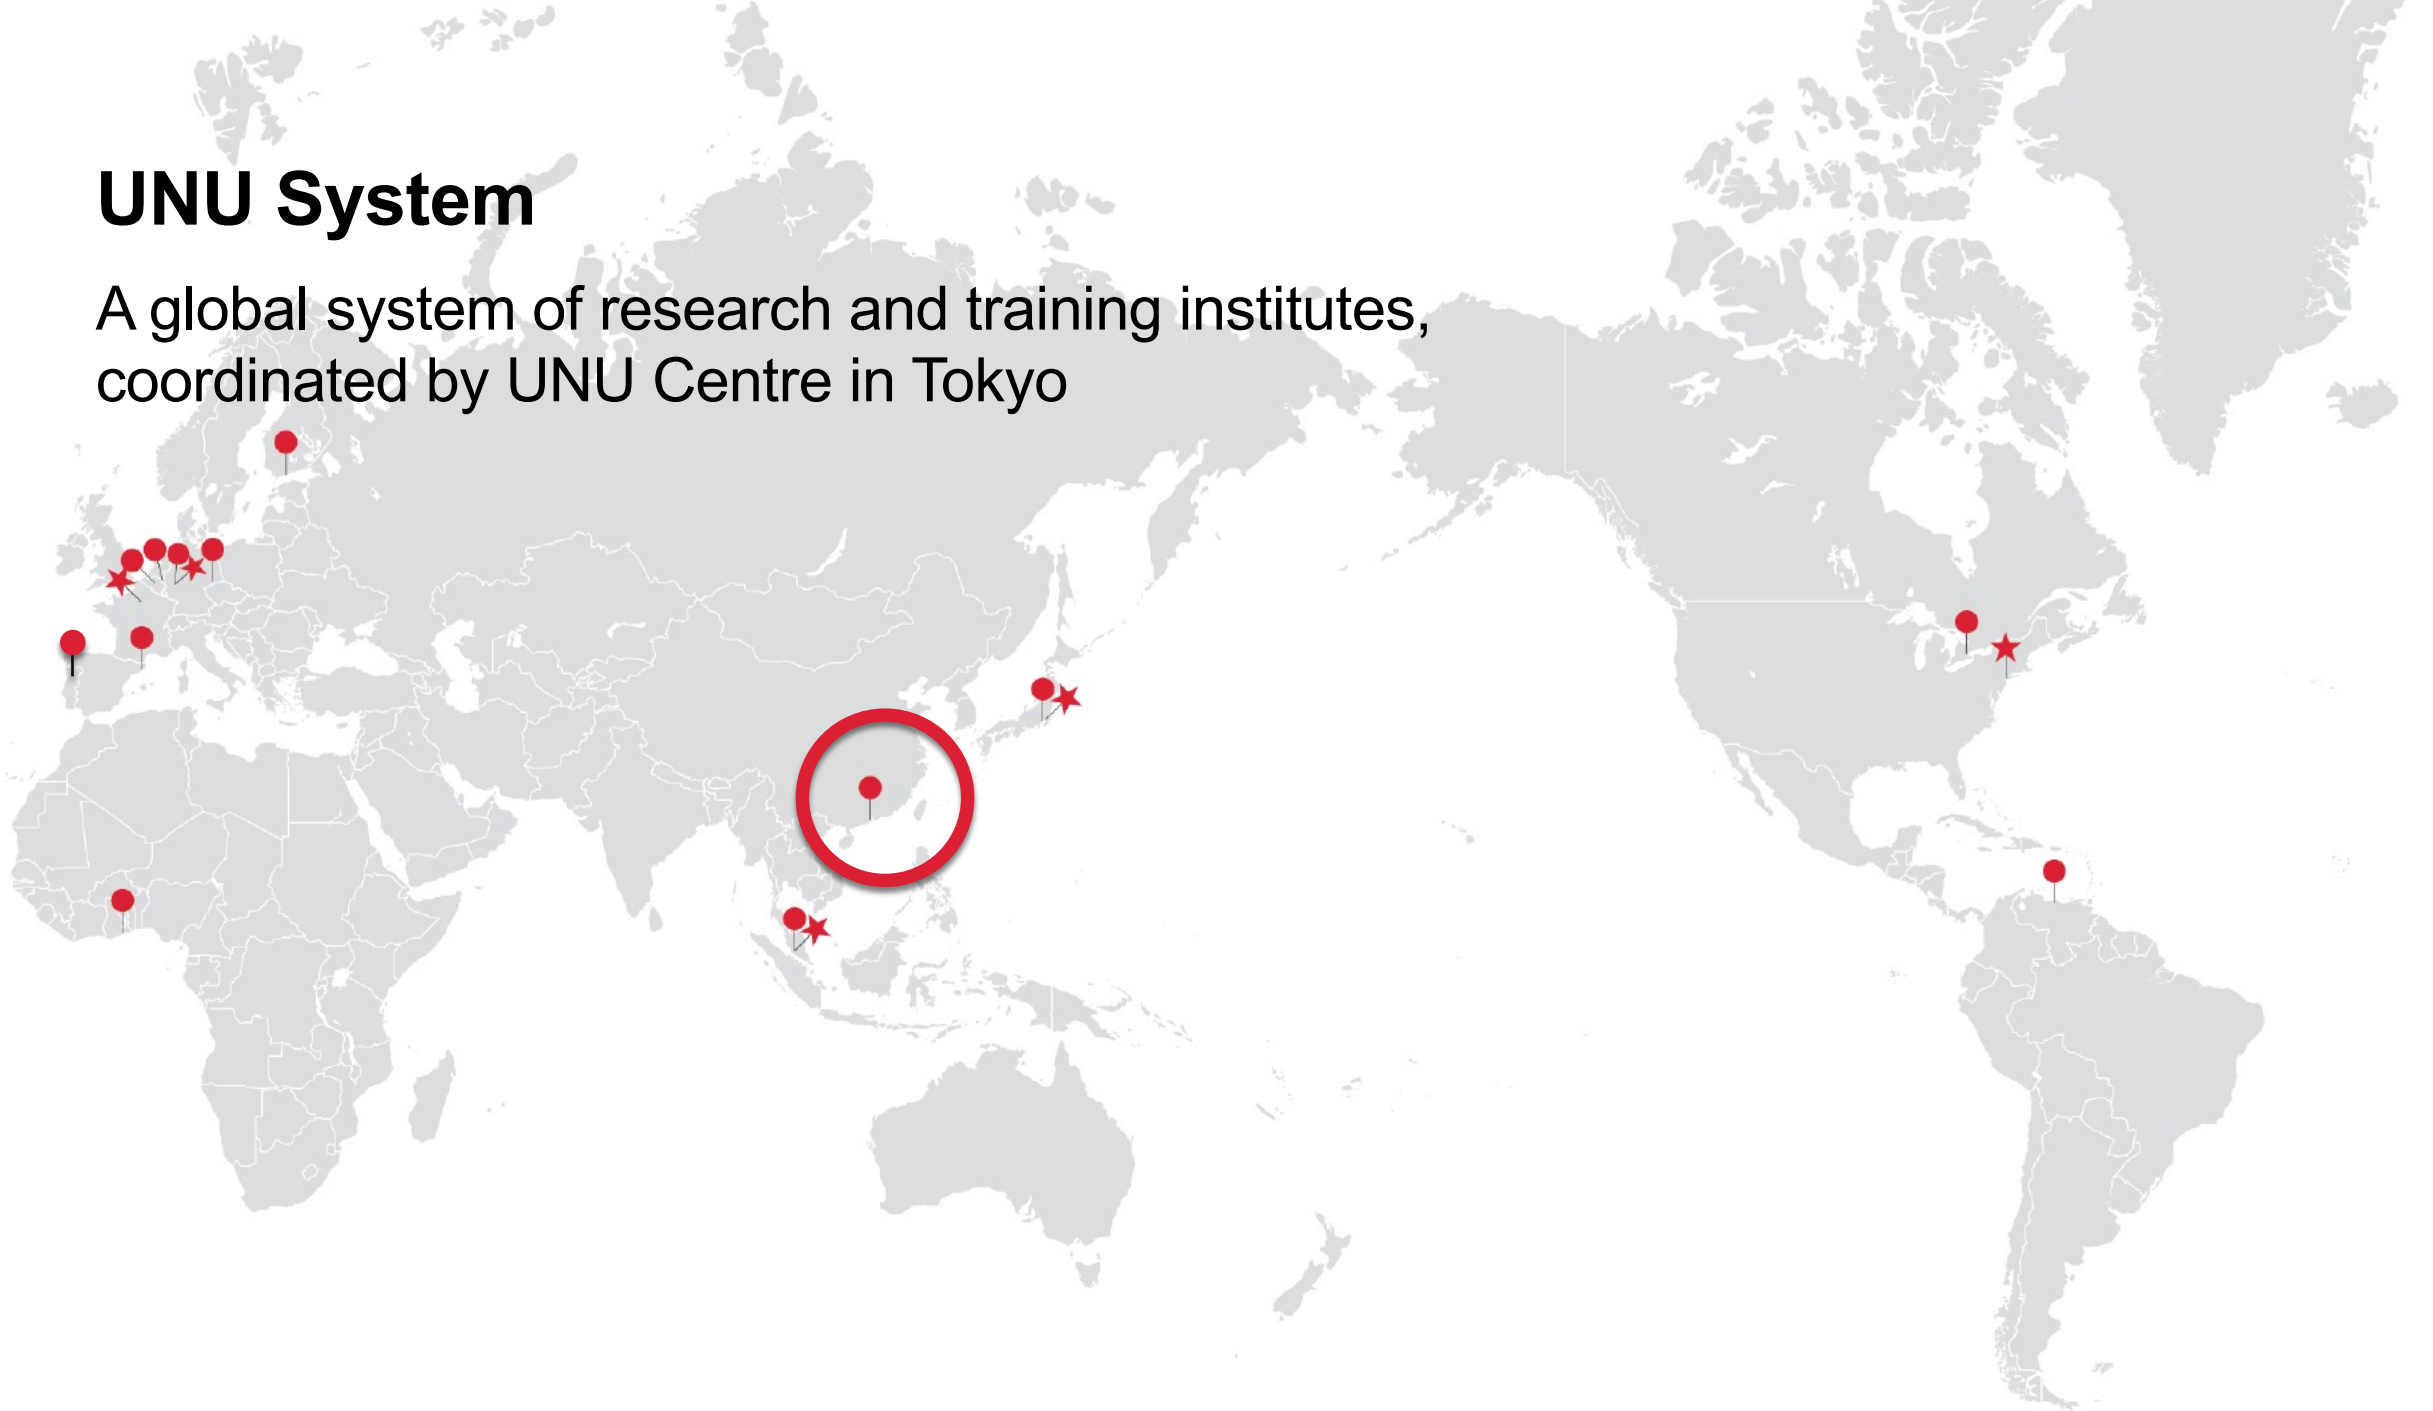 UNU System
A global system of research and training institutes,
coordinated by UNU Centre in Tokyo